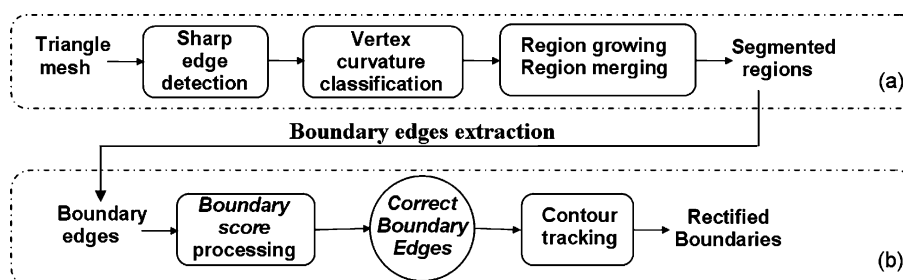 Triangle
mesh
Sharp
edge
detection
Vertex
curvature
classification
Region growing
Region merging
Segmented
regions
(a)
Boundary edges extraction
Boundary
edges
Boundary
score
processing
Correct
Boundary
Edges
Contour
tracking
Rectified
Boundaries
(b)